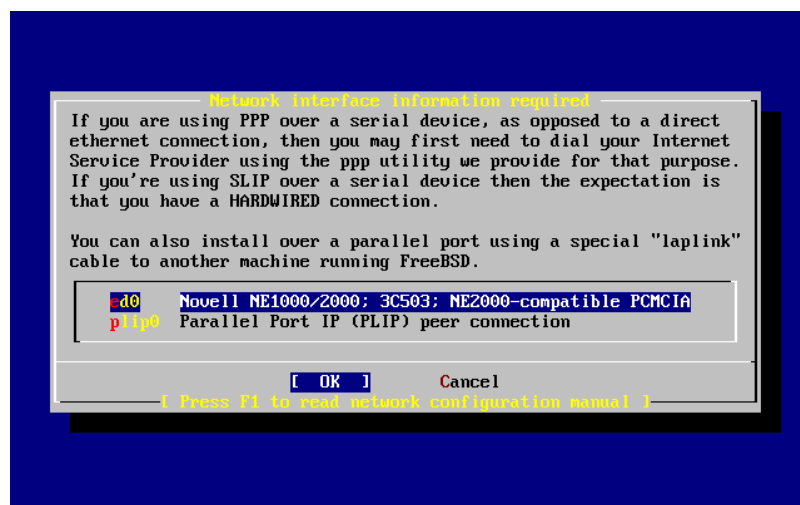 Network interface information required
If you are using PPP over a serial device, as opposed to a direct
ethernet connection, then you may first need to dial your Internet
Service Provider using the ppp utility we provide for that purpose.
If you're using SLIP over a serial device then the expectation is
that you have a HARDWIRED connection.
You can also install over a parallel port using a special "laplink"
cable to another machine running FreeBSD.
ed0 Novell NE1000/2000; 3C503; NE2000-compatible PCMCIA
plip0 Parallel Port IP (PLIP) peer connection
[ OK ] Cancel
[ Press F1 to read network configuration manual ]